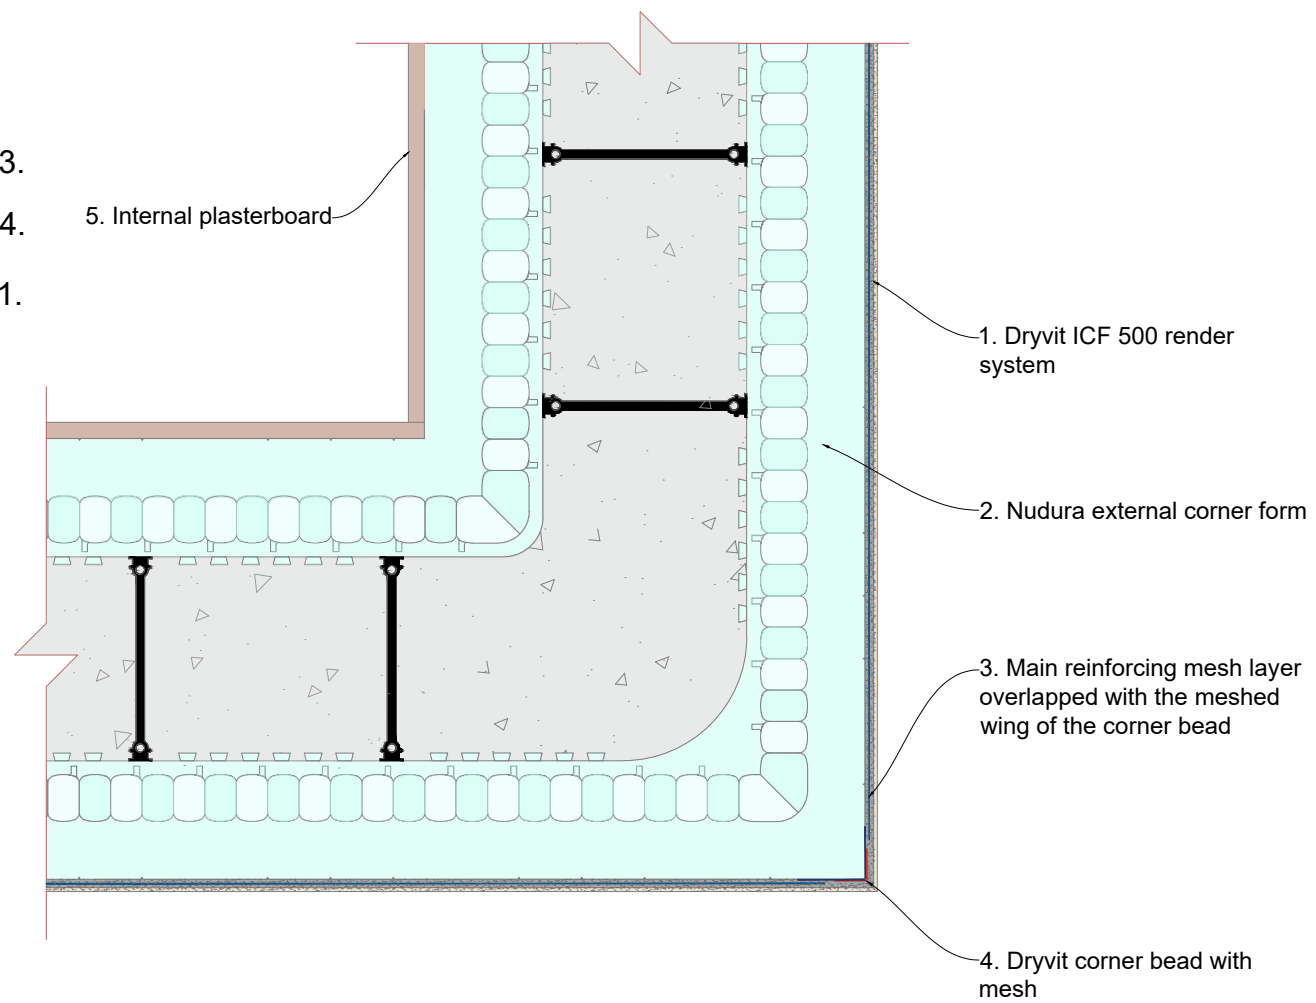 3.
4.
1.
5. Internal plasterboard
1. Dryvit ICF 500 render
system
2. Nudura external corner form
3. Main reinforcing mesh layer
overlapped with the meshed
wing of the corner bead
4. Dryvit corner bead with
mesh